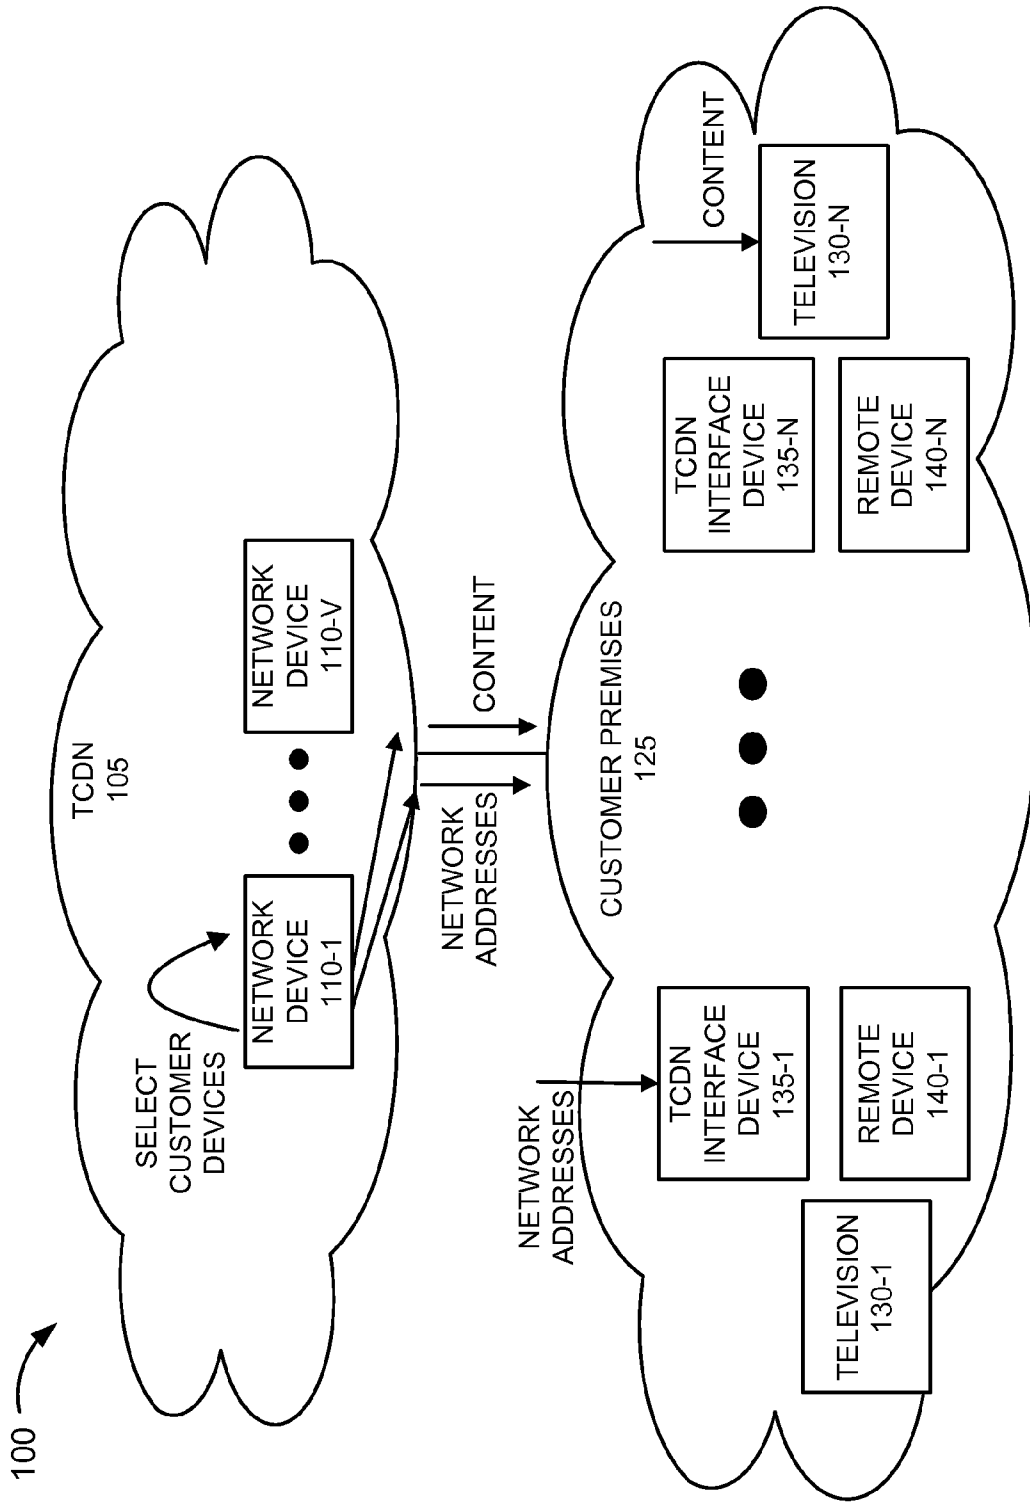 100
TCDN
105
SELECT
CUSTOMER
DEVICES
NETWORK
DEVICE
110-1
NETWORK
DEVICE
110-V
NETWORK
ADDRESSES
CONTENT
CUSTOMER PREMISES
125
NETWORK
ADDRESSES
TCDN
INTERFACE
DEVICE
135-1
REMOTE
DEVICE
140-1
TELEVISION
130-1
TCDN
INTERFACE
DEVICE
135-N
REMOTE
DEVICE
140-N
CONTENT
TELEVISION
130-N